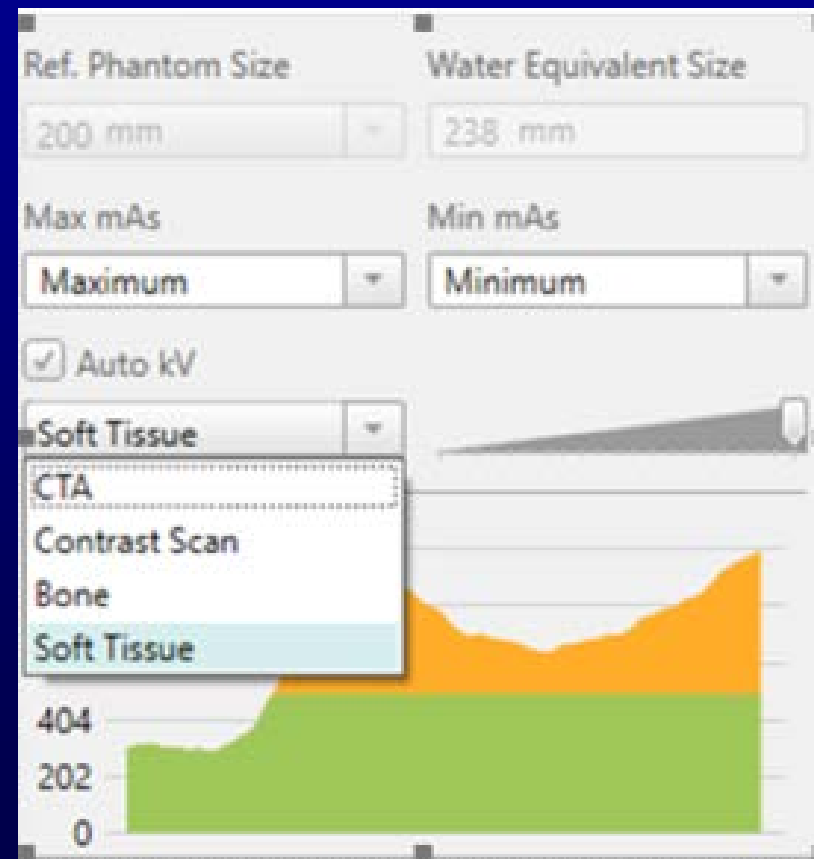 Ref. Phantom Size Water Equivalent Size
200 mm 238 mm
Max mAs Min mAs
Maximum Minimum
Auto kV
Soft Tissue
CTA
Contrast Scan
Bone
Soft Tissue
404
202
0